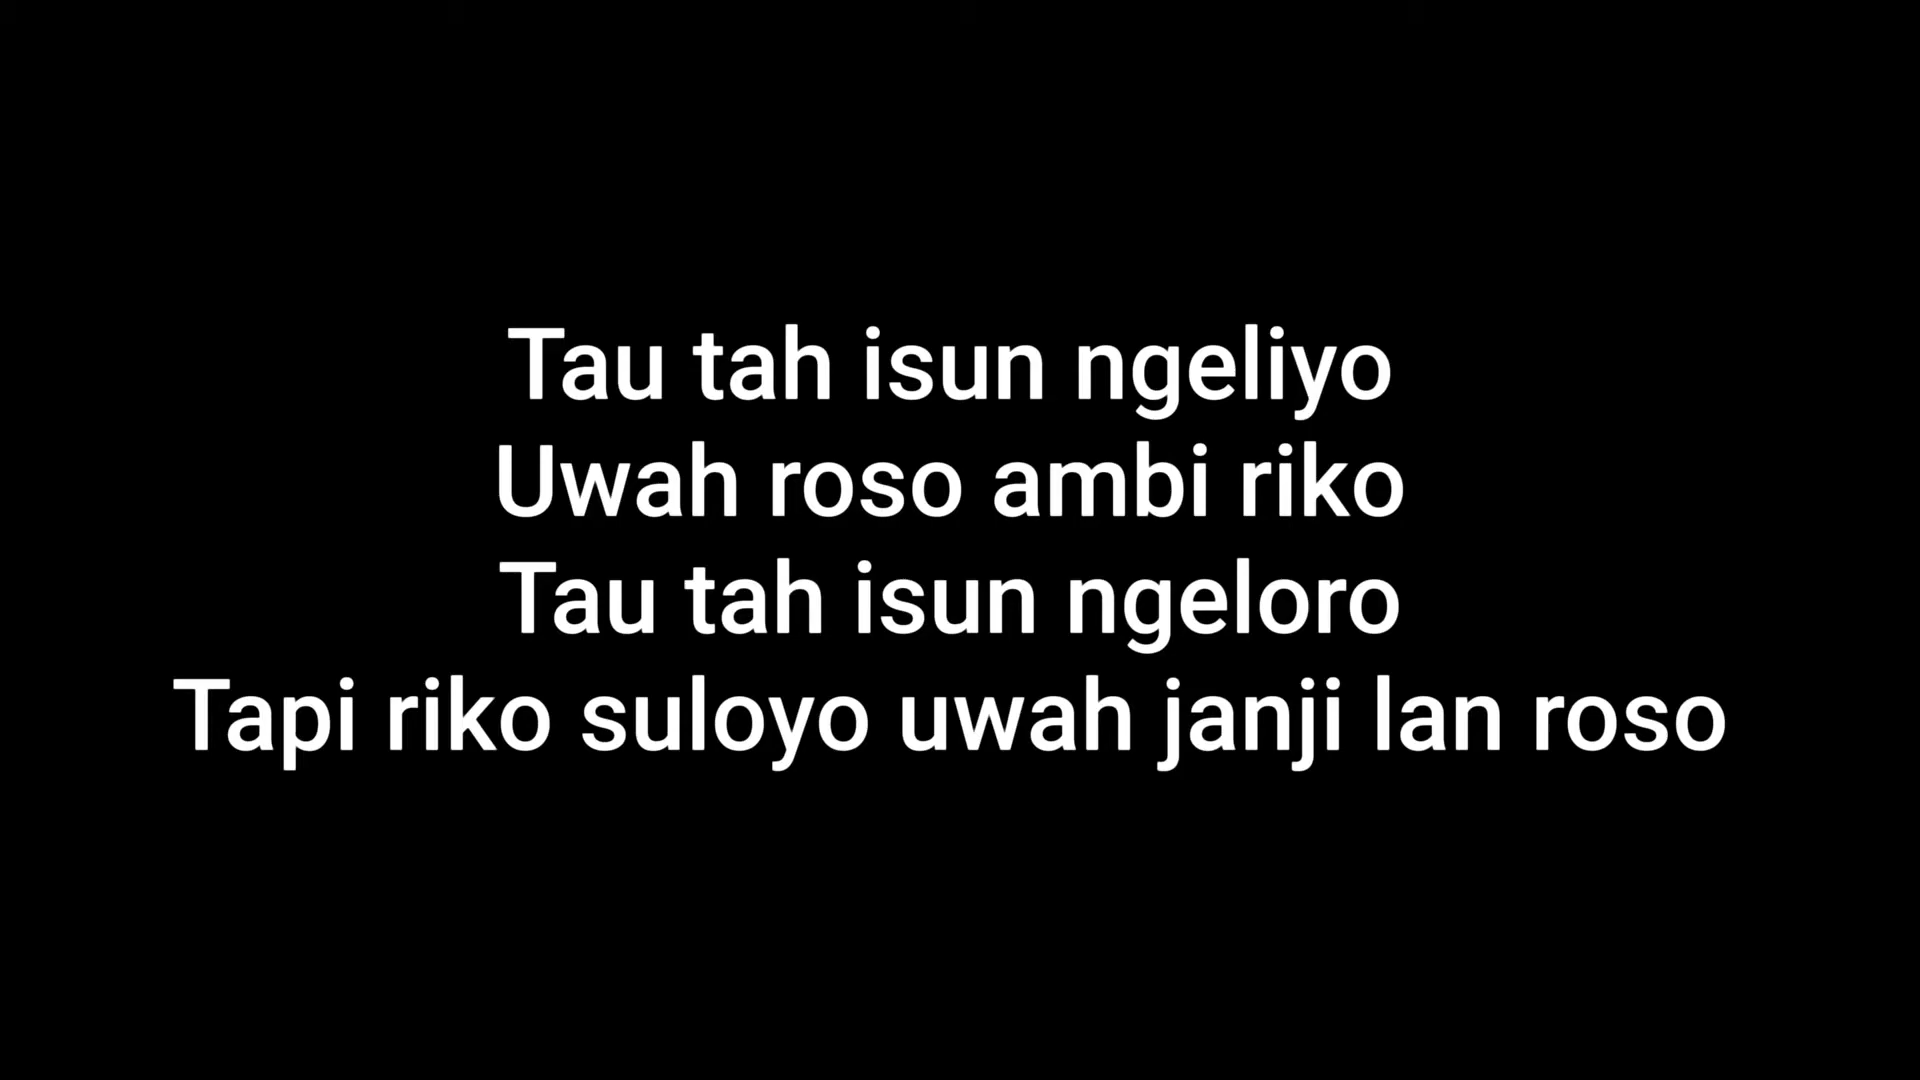 Tau tah isun ngeliyo
Uwah roso ambi riko
Tau tah isun ngeloro
Tapi riko suloyo uwah janji lan roso